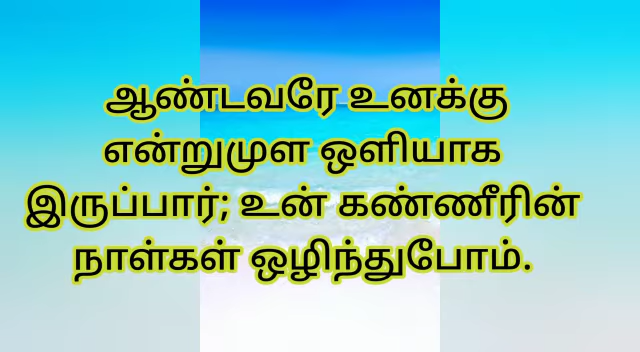 ஆண்டவரே உனக்கு
என்றுமுள ஒளியாக
இருப்பார்; உன் கண்ணீரின்
நாள்கள் ஒழிந்துபோம்.